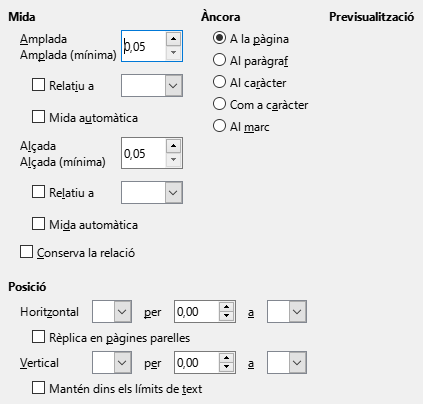 Mida
Àncora
Previsualització
Amplada
Amplada (mínima)
0,05
A la pàgina
Al paràgraf
Relatiu a
Al caràcter
Com a caràcter
Mida automàtica
Al marc
Alçada
Alçada (mínima)
0,05
Relatiu a
Mida automàtica
Conserva la relació
Posició
Horitzontal per 0,00 a
Rèplica en pàgines parelles
Vertical per 0,00 a
Mantén dins els límits de text